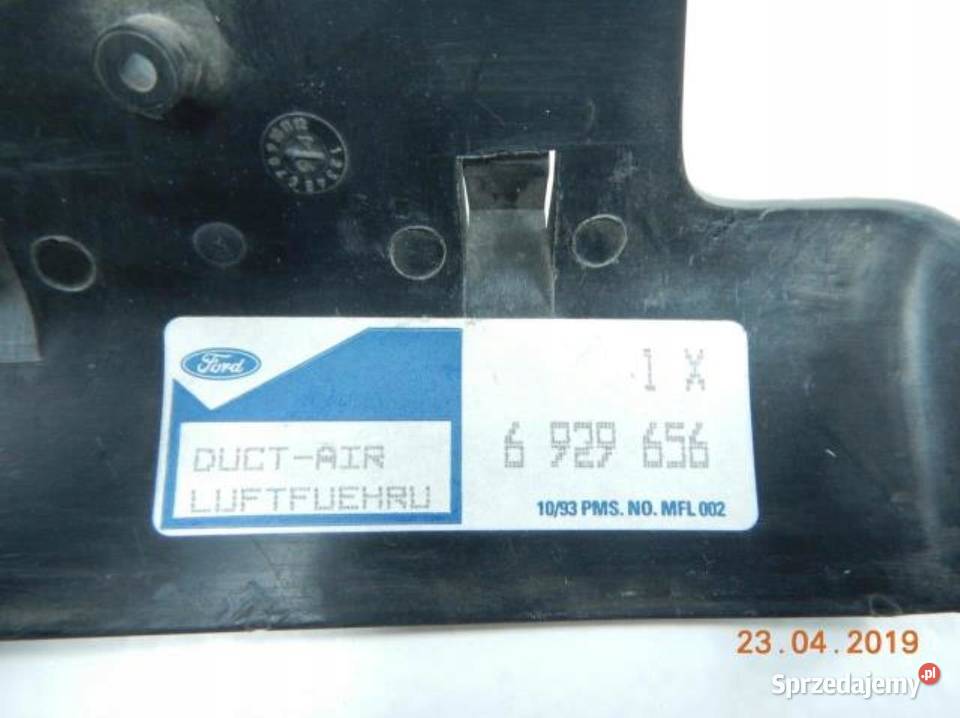 Ford
1 X
DUCT-AIR
6 929 656
LUFTFUEHRU
10/93 PMS. NO. MFL 002
23.04.2019
Sprzedajemy.pl